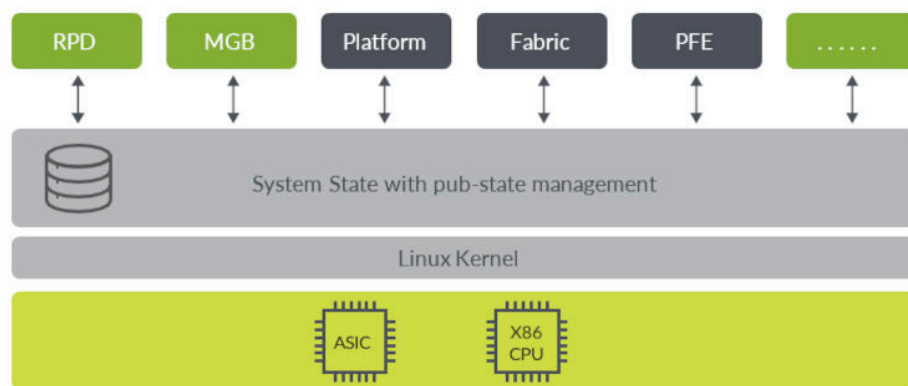 RPD
MGB
Platform
Fabric
PFE
......
System State with pub-state management
Linux Kernel
ASIC
X86
CPU